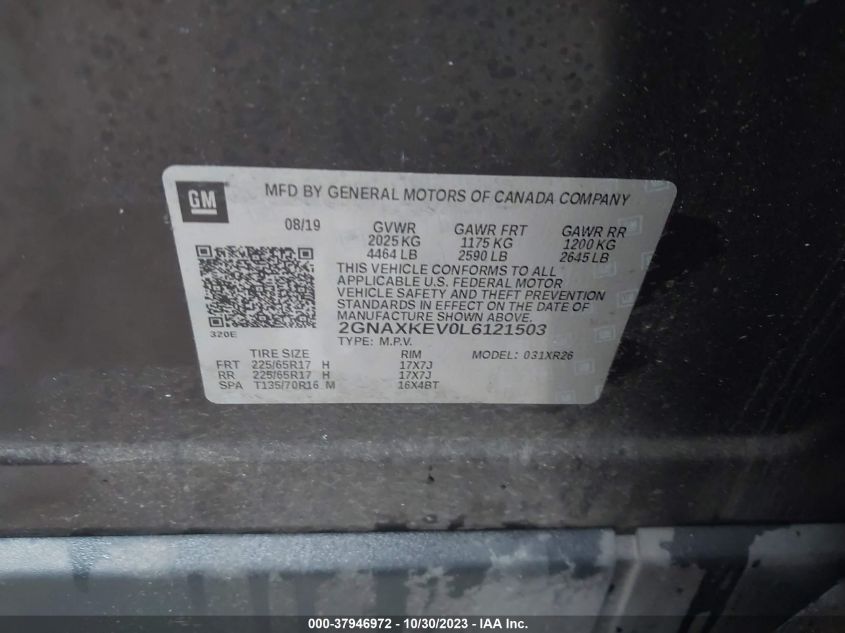 GM
MFD BY GENERAL MOTORS OF CANADA COMPANY
08/19 GVWR GAWR FRT GAWR RR
2025 KG 1175 KG 1200 KG
4464 LB 2590 LB 2645 LB
THIS VEHICLE CONFORMS TO ALL
APPLICABLE U.S. FEDERAL MOTOR
VEHICLE SAFETY AND THEFT PREVENTION
STANDARDS IN EFFECT ON THE DATE OF
MANUFACTURE SHOWN ABOVE.
320E 2GNAXKEV0L6121503
TYPE: M.P.V. MODEL: 031XR26
TIRE SIZE RIM
FRT 225/65R17 H 17X7J
RR 225/65R17 H 17X7J
SPA T135/70R16 M 16X4BT
000-37946972 - 10/30/2023 - IAA Inc.